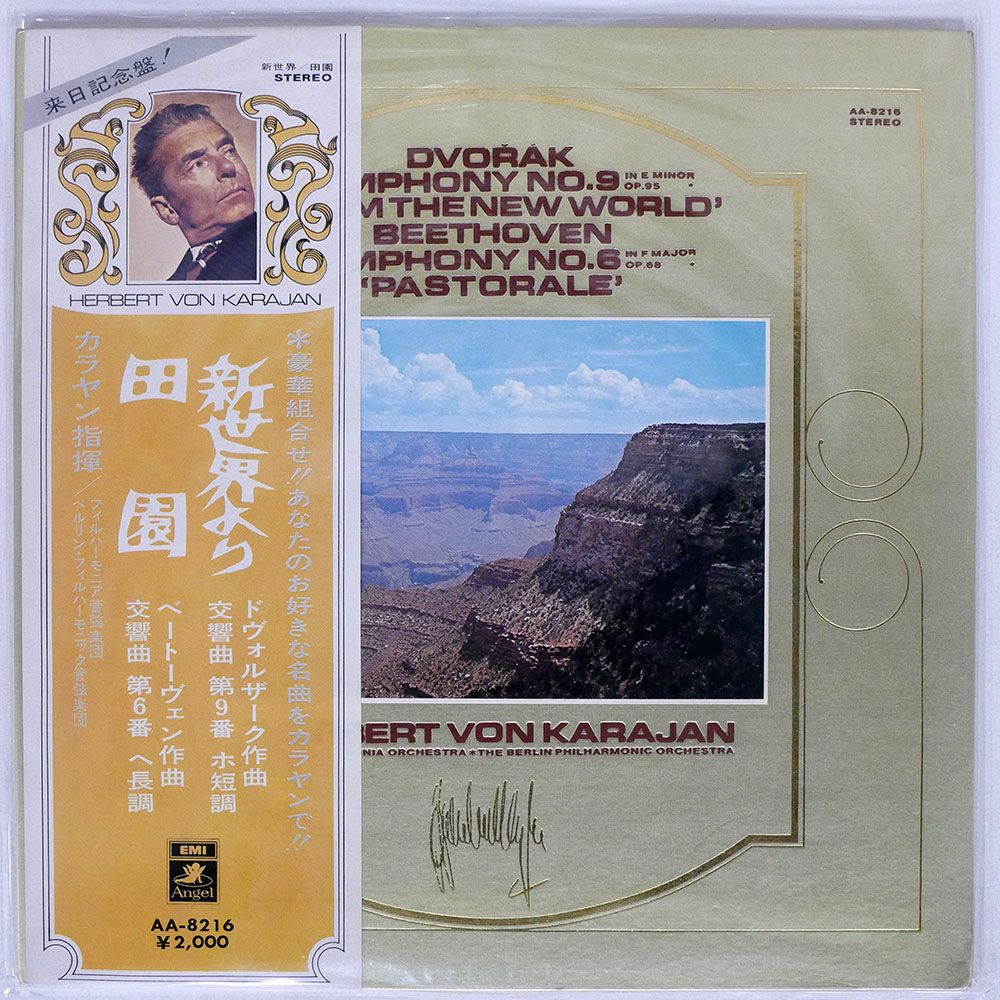 来日記念盤!
新世界/田園
STEREO
HERBERT VON KARAJAN
*豪華組合せ!!あなたのお好きな名曲をカラヤンで!!
新世界より
田園
カラヤン指揮/フィルハーモニア管弦楽団
ベルリン・フィルハーモニック管弦楽団
ドヴォルザーク作曲
交響曲 第9番 ホ短調
ベートーヴェン作曲
交響曲 第6番 ヘ長調
EMI
Angel
AA-8216
¥2,000
AA-8216
STEREO
DVOŘÁK
MPHONY NO.9 IN E MINOR OP.95 *
M THE NEW WORLD'
BEETHOVEN
MPHONY NO.6 IN F MAJOR OP.68 *
'PASTORALE'
BERT VON KARAJAN
NIA ORCHESTRA*THE BERLIN PHILHARMONIC ORCHESTRA